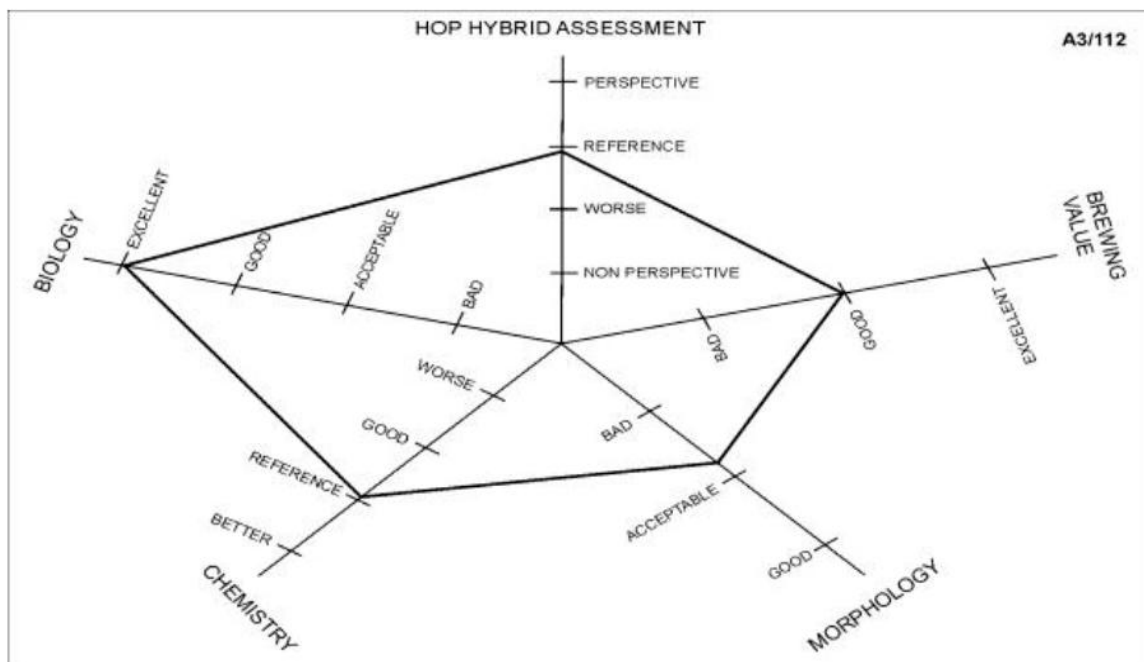 HOP HYBRID ASSESSMENT
A3/112
PERSPECTIVE
REFERENCE
WORSE
NON PERSPECTIVE
BREWING
VALUE
BAD
GOOD
EXCELLENT
BIOLOGY
EXCELLENT
GOOD
ACCEPTABLE
BAD
WORSE
GOOD
REFERENCE
BETTER
CHEMISTRY
BAD
ACCEPTABLE
GOOD
MORPHOLOGY